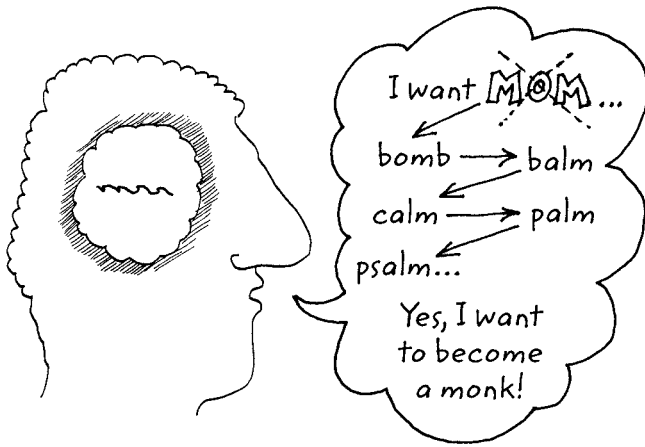 I want MOM...
bomb balm
calm palm
psalm...
Yes, I want
to become
a monk!